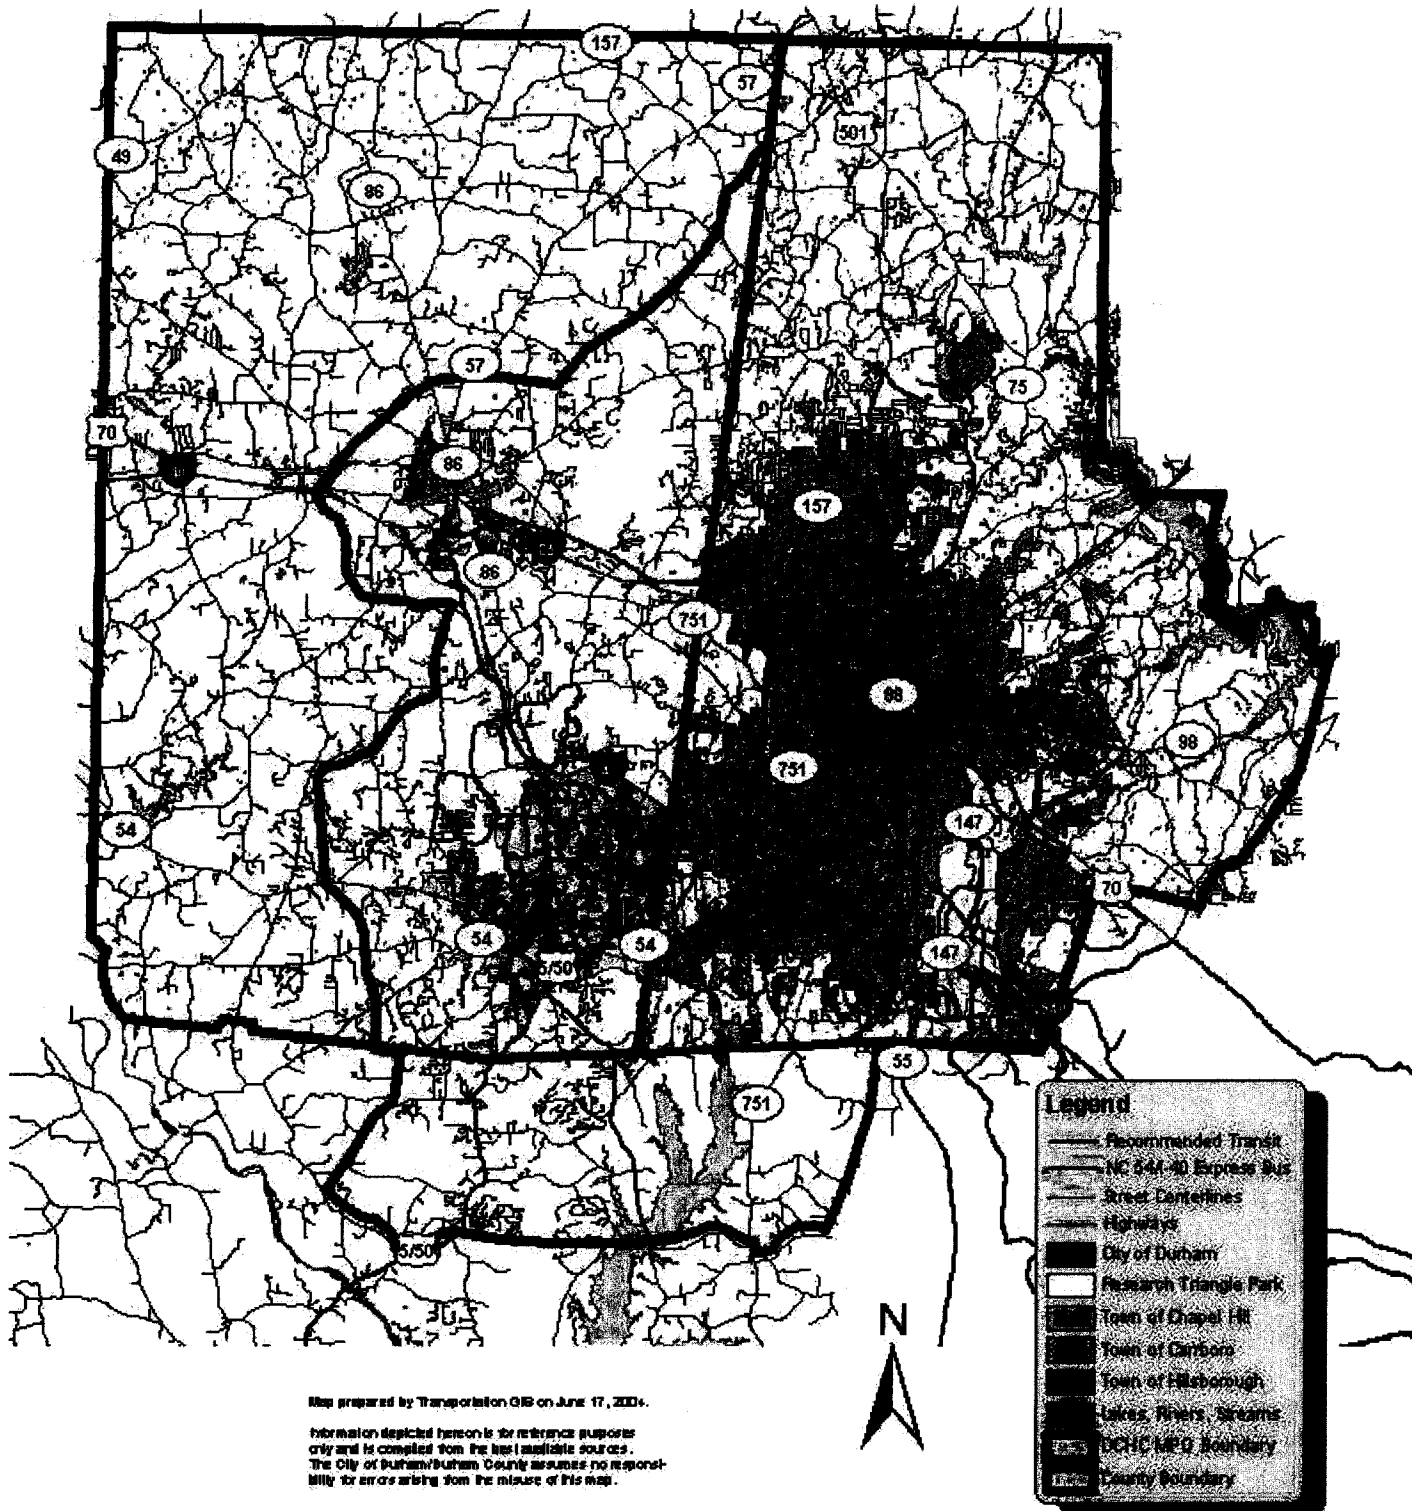 157
57
501
49
86
57
75
70
86
157
86
751
98
98
751
54
147
70
54
54
147
5/50
55
751
5/50
Legend
Recommended Transit
NC 54/I-40 Express Bus
Street Centerlines
Highways
City of Durham
Research Triangle Park
Town of Chapel Hill
Town of Carrboro
Town of Hillsborough
Lakes, Rivers, Streams
DCHC MPO Boundary
County Boundary
N
Map prepared by Transportation GIS on June 17, 2004.
Information depicted hereon is for reference purposes
only and is compiled from the best available sources.
The City of Durham/Durham County assumes no responsi-
bility for errors arising from the misuse of this map.